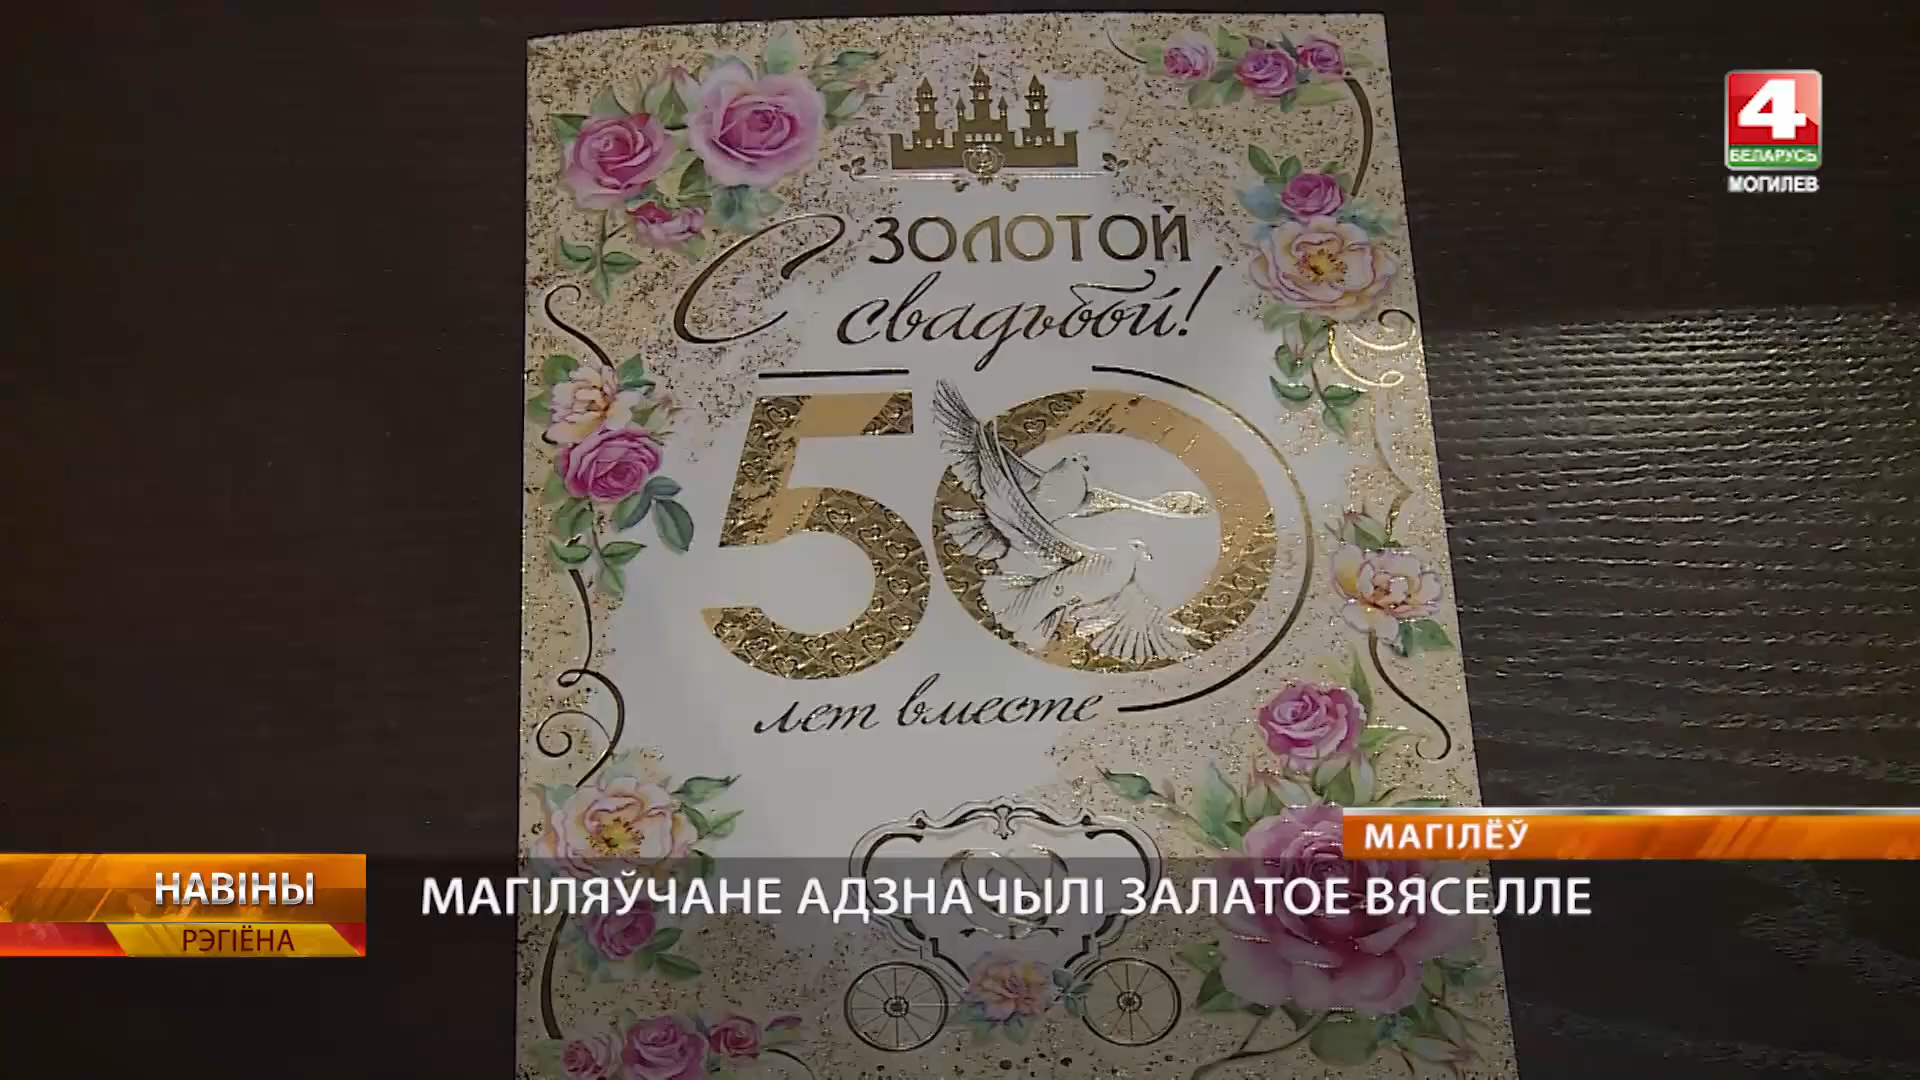 4
БЕЛАРУСЬ
МОГИЛЕВ
С ЗОЛОТОЙ
свадьбой!
50
лет вместе
МАГІЛЁЎ
НАВІНЫ
РЭГІЁНА
МАГІЛЯЎЧАНЕ АДЗНАЧЫЛІ ЗАЛАТОЕ ВЯСЕЛЛЕ